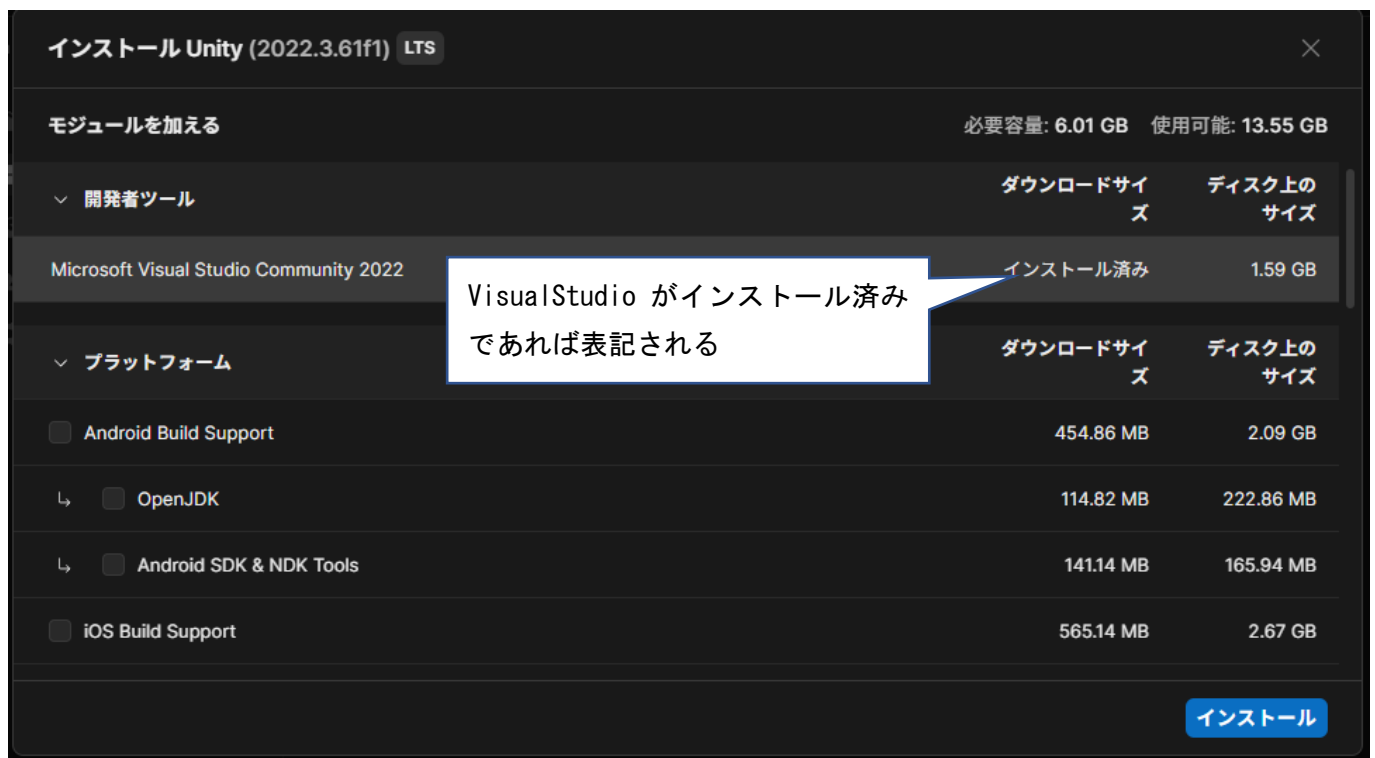 インストール Unity (2022.3.61f1) LTS
モジュールを加える 必要容量: 6.01 GB 使用可能: 13.55 GB
開発者ツール ダウンロードサイズ ディスク上のサイズ
Microsoft Visual Studio Community 2022 インストール済み 1.59 GB
VisualStudio がインストール済み
であれば表記される
プラットフォーム ダウンロードサイズ ディスク上のサイズ
Android Build Support 454.86 MB 2.09 GB
OpenJDK 114.82 MB 222.86 MB
Android SDK & NDK Tools 141.14 MB 165.94 MB
iOS Build Support 565.14 MB 2.67 GB
インストール